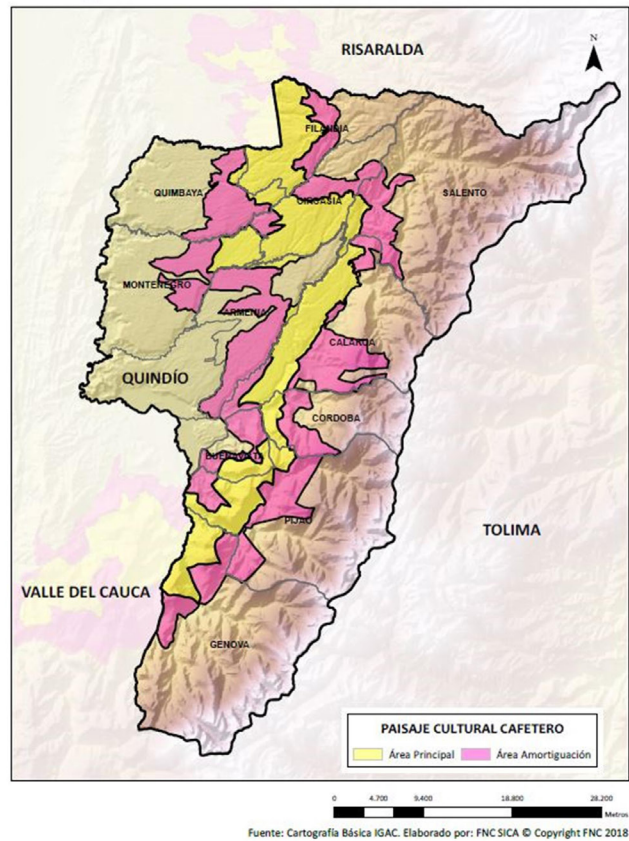 RISARALDA
N
FILANDIA
QUIMBAYA
SALENTO
CIRCASIA
MONTENEGRO
ARMENIA
CALARCA
QUINDÍO
CORDOBA
BUENAVISTA
PIJAO
TOLIMA
VALLE DEL CAUCA
GENOVA
PAISAJE CULTURAL CAFETERO
Área Principal Área Amortiguación
0 4.700 9.400 18.800 28.200
Metros
Fuente: Cartografía Básica IGAC. Elaborado por: FNC SICA © Copyright FNC 2018